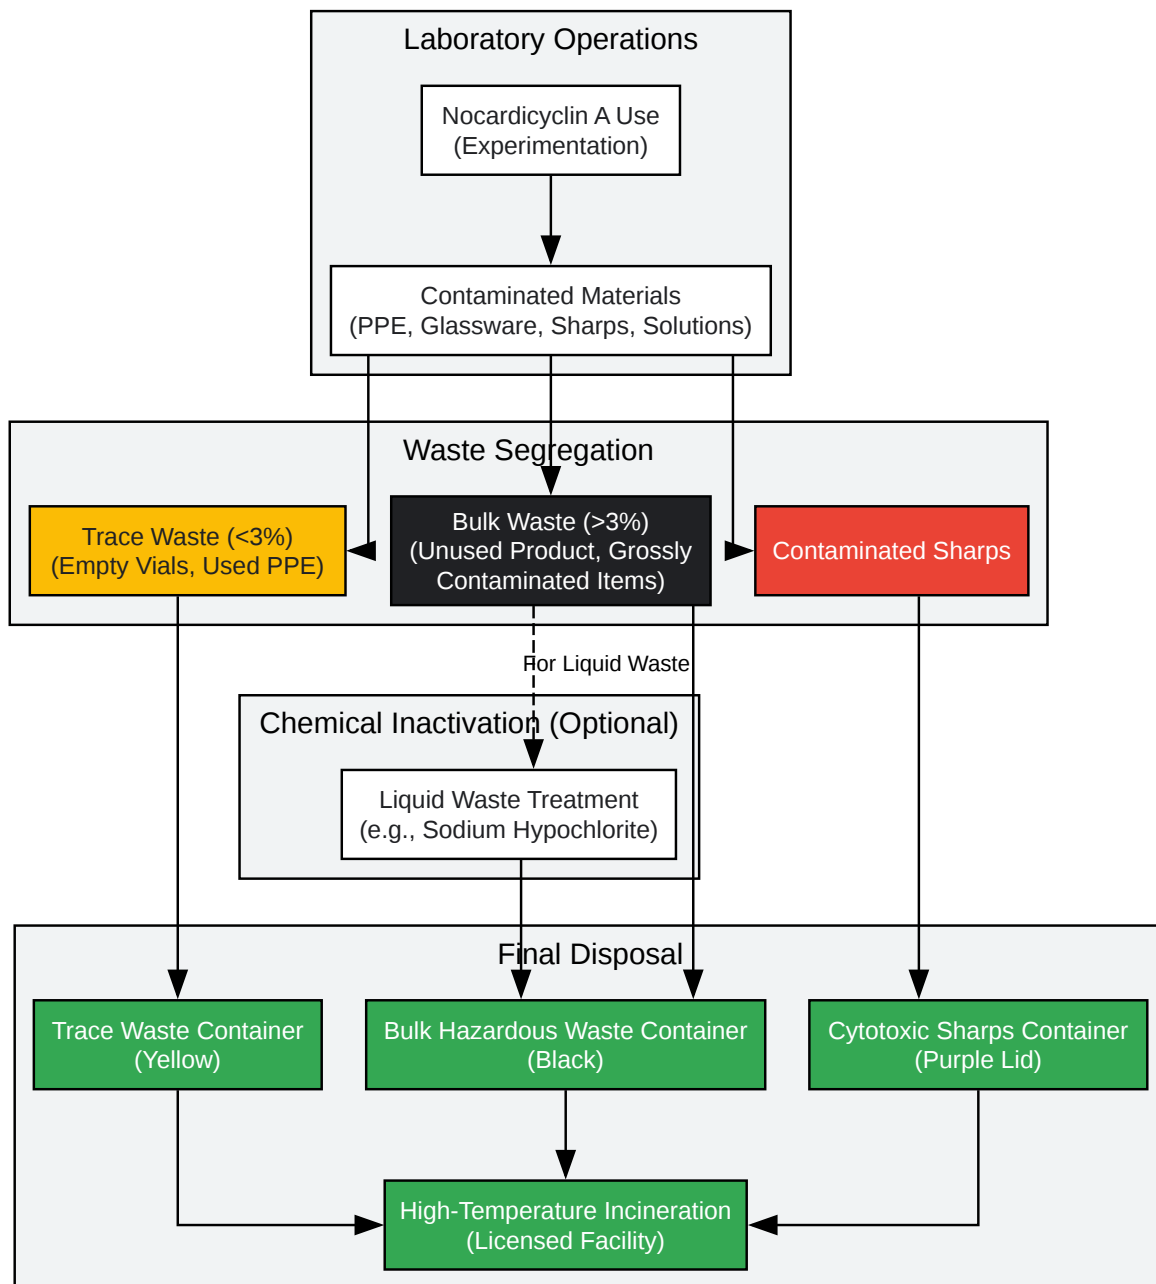 Laboratory Operations
Nocardicyclin A Use
(Experimentation)
Contaminated Materials
(PPE, Glassware, Sharps, Solutions)
Waste Segregation
Trace Waste (<3%)
(Empty Vials, Used PPE)
Bulk Waste (>3%)
(Unused Product, Grossly
Contaminated Items)
Contaminated Sharps
For Liquid Waste
Chemical Inactivation (Optional)
Liquid Waste Treatment
(e.g., Sodium Hypochlorite)
Final Disposal
Trace Waste Container
(Yellow)
Bulk Hazardous Waste Container
(Black)
Cytotoxic Sharps Container
(Purple Lid)
High-Temperature Incineration
(Licensed Facility)